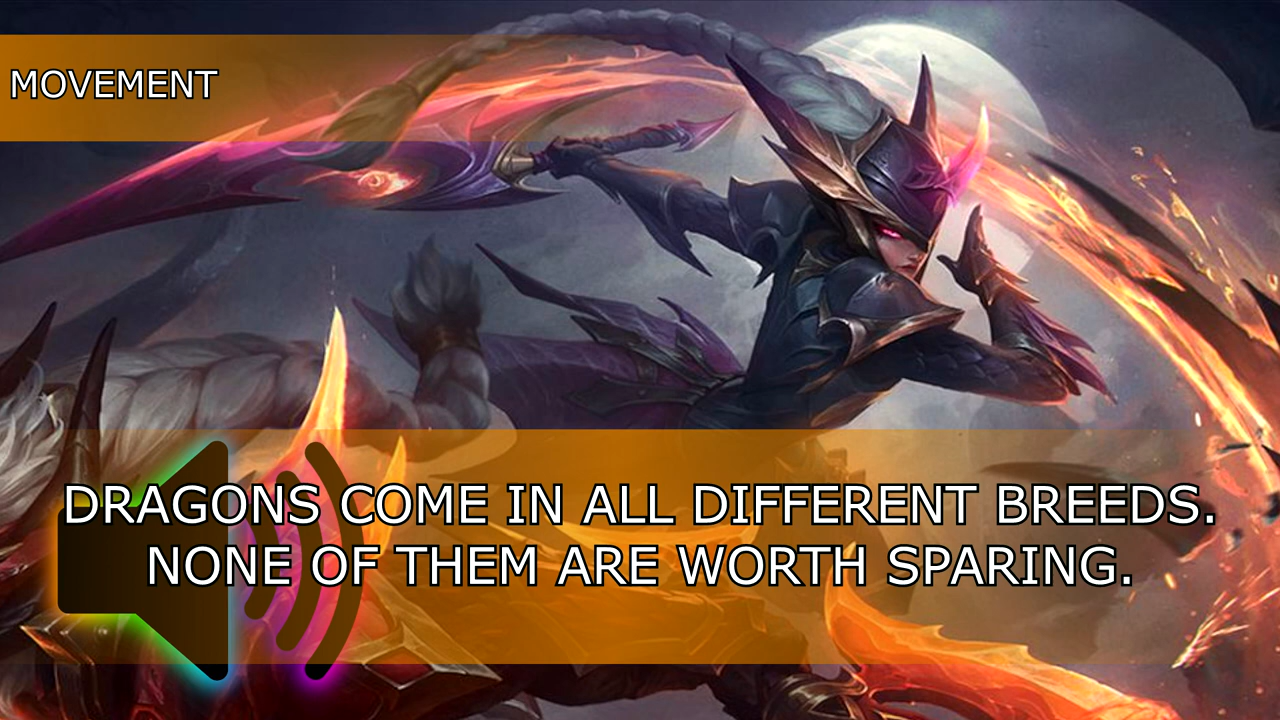 MOVEMENT
DRAGONS COME IN ALL DIFFERENT BREEDS.
NONE OF THEM ARE WORTH SPARING.